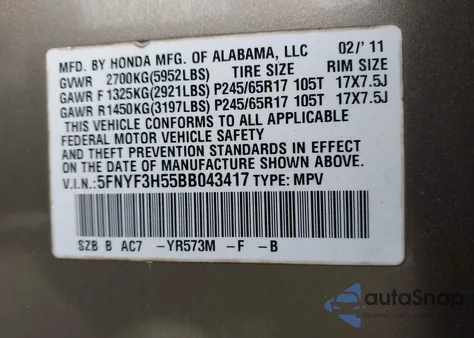 MFD. BY HONDA MFG. OF ALABAMA, LLC 02/' 11
GVWR 2700KG(5952LBS) TIRE SIZE RIM SIZE
GAWR F 1325KG(2921LBS) P245/65R17 105T 17X7.5J
GAWR R1450KG(3197LBS) P245/65R17 105T 17X7.5J
THIS VEHICLE CONFORMS TO ALL APPLICABLE
FEDERAL MOTOR VEHICLE SAFETY
AND THEFT PREVENTION STANDARDS IN EFFECT
ON THE DATE OF MANUFACTURE SHOWN ABOVE.
V.I.N.:5FNYF3H55BB043417 TYPE: MPV
SZB B AC7 -YR573M -F -B
autoSnap